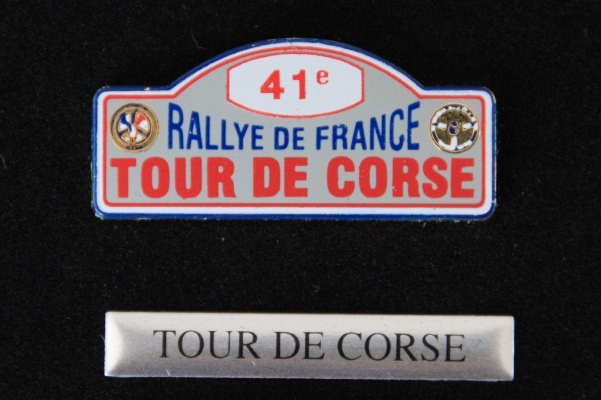 41e
RALLYE DE FRANCE
TOUR DE CORSE
TOUR DE CORSE